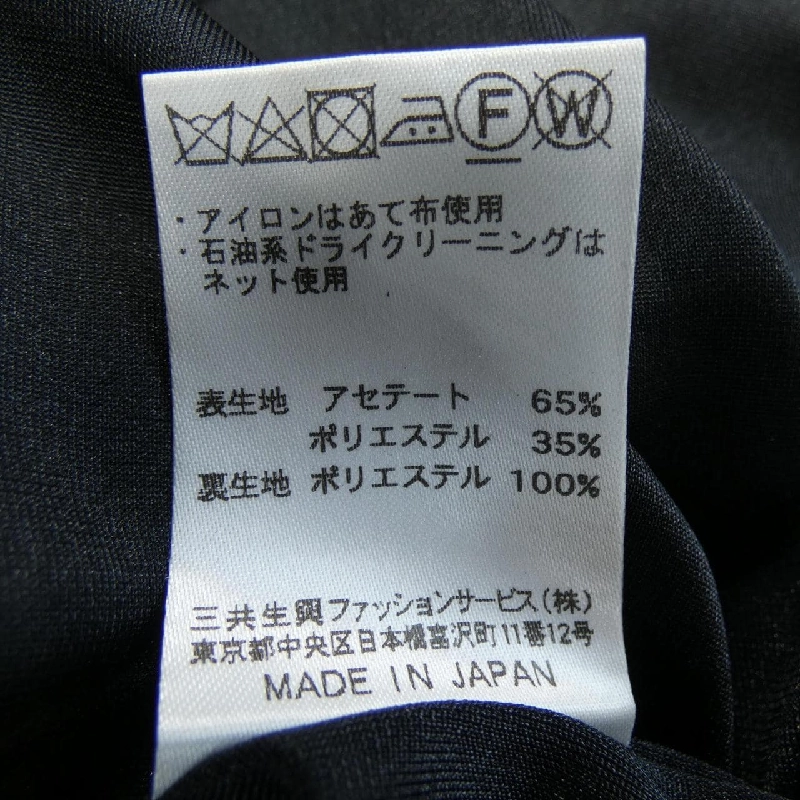 F W
・アイロンはあて布使用
・石油系ドライクリーニングは
ネット使用
表生地 アセテート 65%
ポリエステル 35%
裏生地 ポリエステル 100%
三共生興ファッションサービス(株)
東京都中央区日本橋富沢町11番12号
MADE IN JAPAN